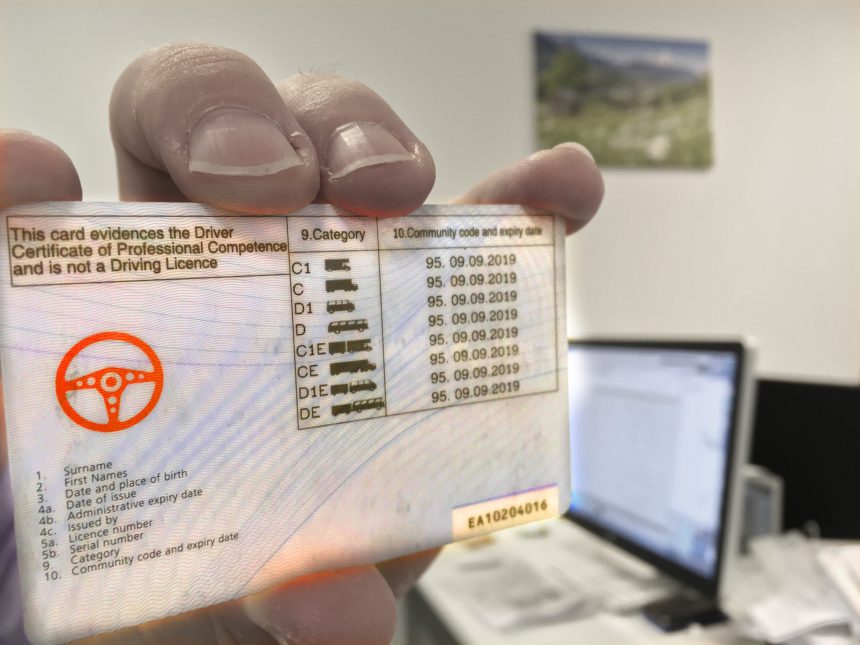 This card evidences the Driver
Certificate of Professional Competence
and is not a Driving Licence
9.Category
10.Community code and expiry date
C1 95. 09.09.2019
C 95. 09.09.2019
D1 95. 09.09.2019
D 95. 09.09.2019
C1E 95. 09.09.2019
CE 95. 09.09.2019
D1E 95. 09.09.2019
DE 95. 09.09.2019
1. Surname
2. First Names
3. Date and place of birth
4a. Date of issue
4b. Administrative expiry date
4c. Issued by
5a. Licence number
5b. Serial number
9. Category
10. Community code and expiry date
EA10204016